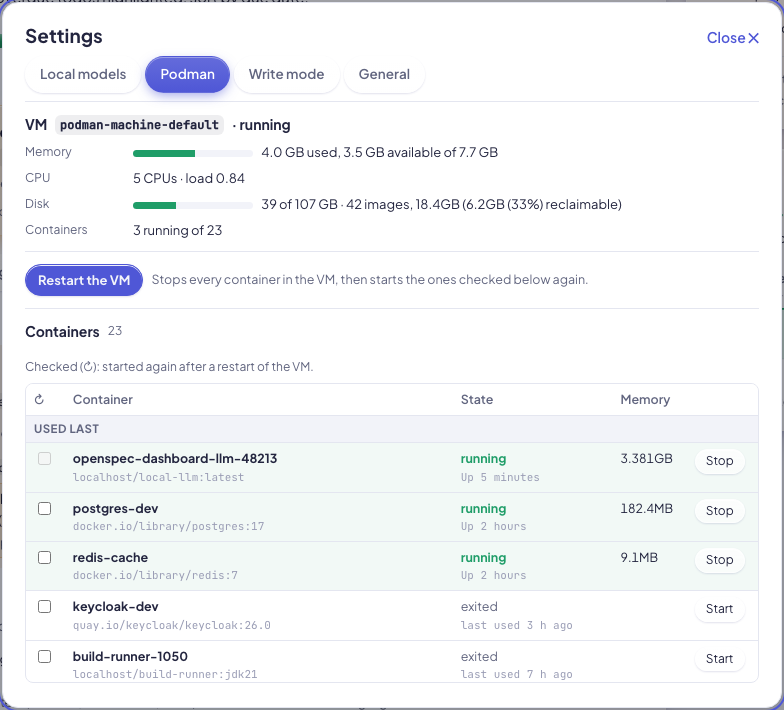 Settings
Close ✕
Local models Podman Write mode General
VM podman-machine-default · running
Memory 4.0 GB used, 3.5 GB available of 7.7 GB
CPU 5 CPUs · load 0.84
Disk 39 of 107 GB · 42 images, 18.4GB (6.2GB (33%) reclaimable)
Containers 3 running of 23
Restart the VM Stops every container in the VM, then starts the ones checked below again.
Containers 23
Checked (↻): started again after a restart of the VM.
↻ Container State Memory
USED LAST
openspec-dashboard-llm-48213 running 3.381GB Stop
localhost/local-llm:latest Up 5 minutes
postgres-dev running 182.4MB Stop
docker.io/library/postgres:17 Up 2 hours
redis-cache running 9.1MB Stop
docker.io/library/redis:7 Up 2 hours
keycloak-dev exited Start
quay.io/keycloak/keycloak:26.0 last used 3 h ago
build-runner-1050 exited Start
localhost/build-runner:jdk21 last used 7 h ago